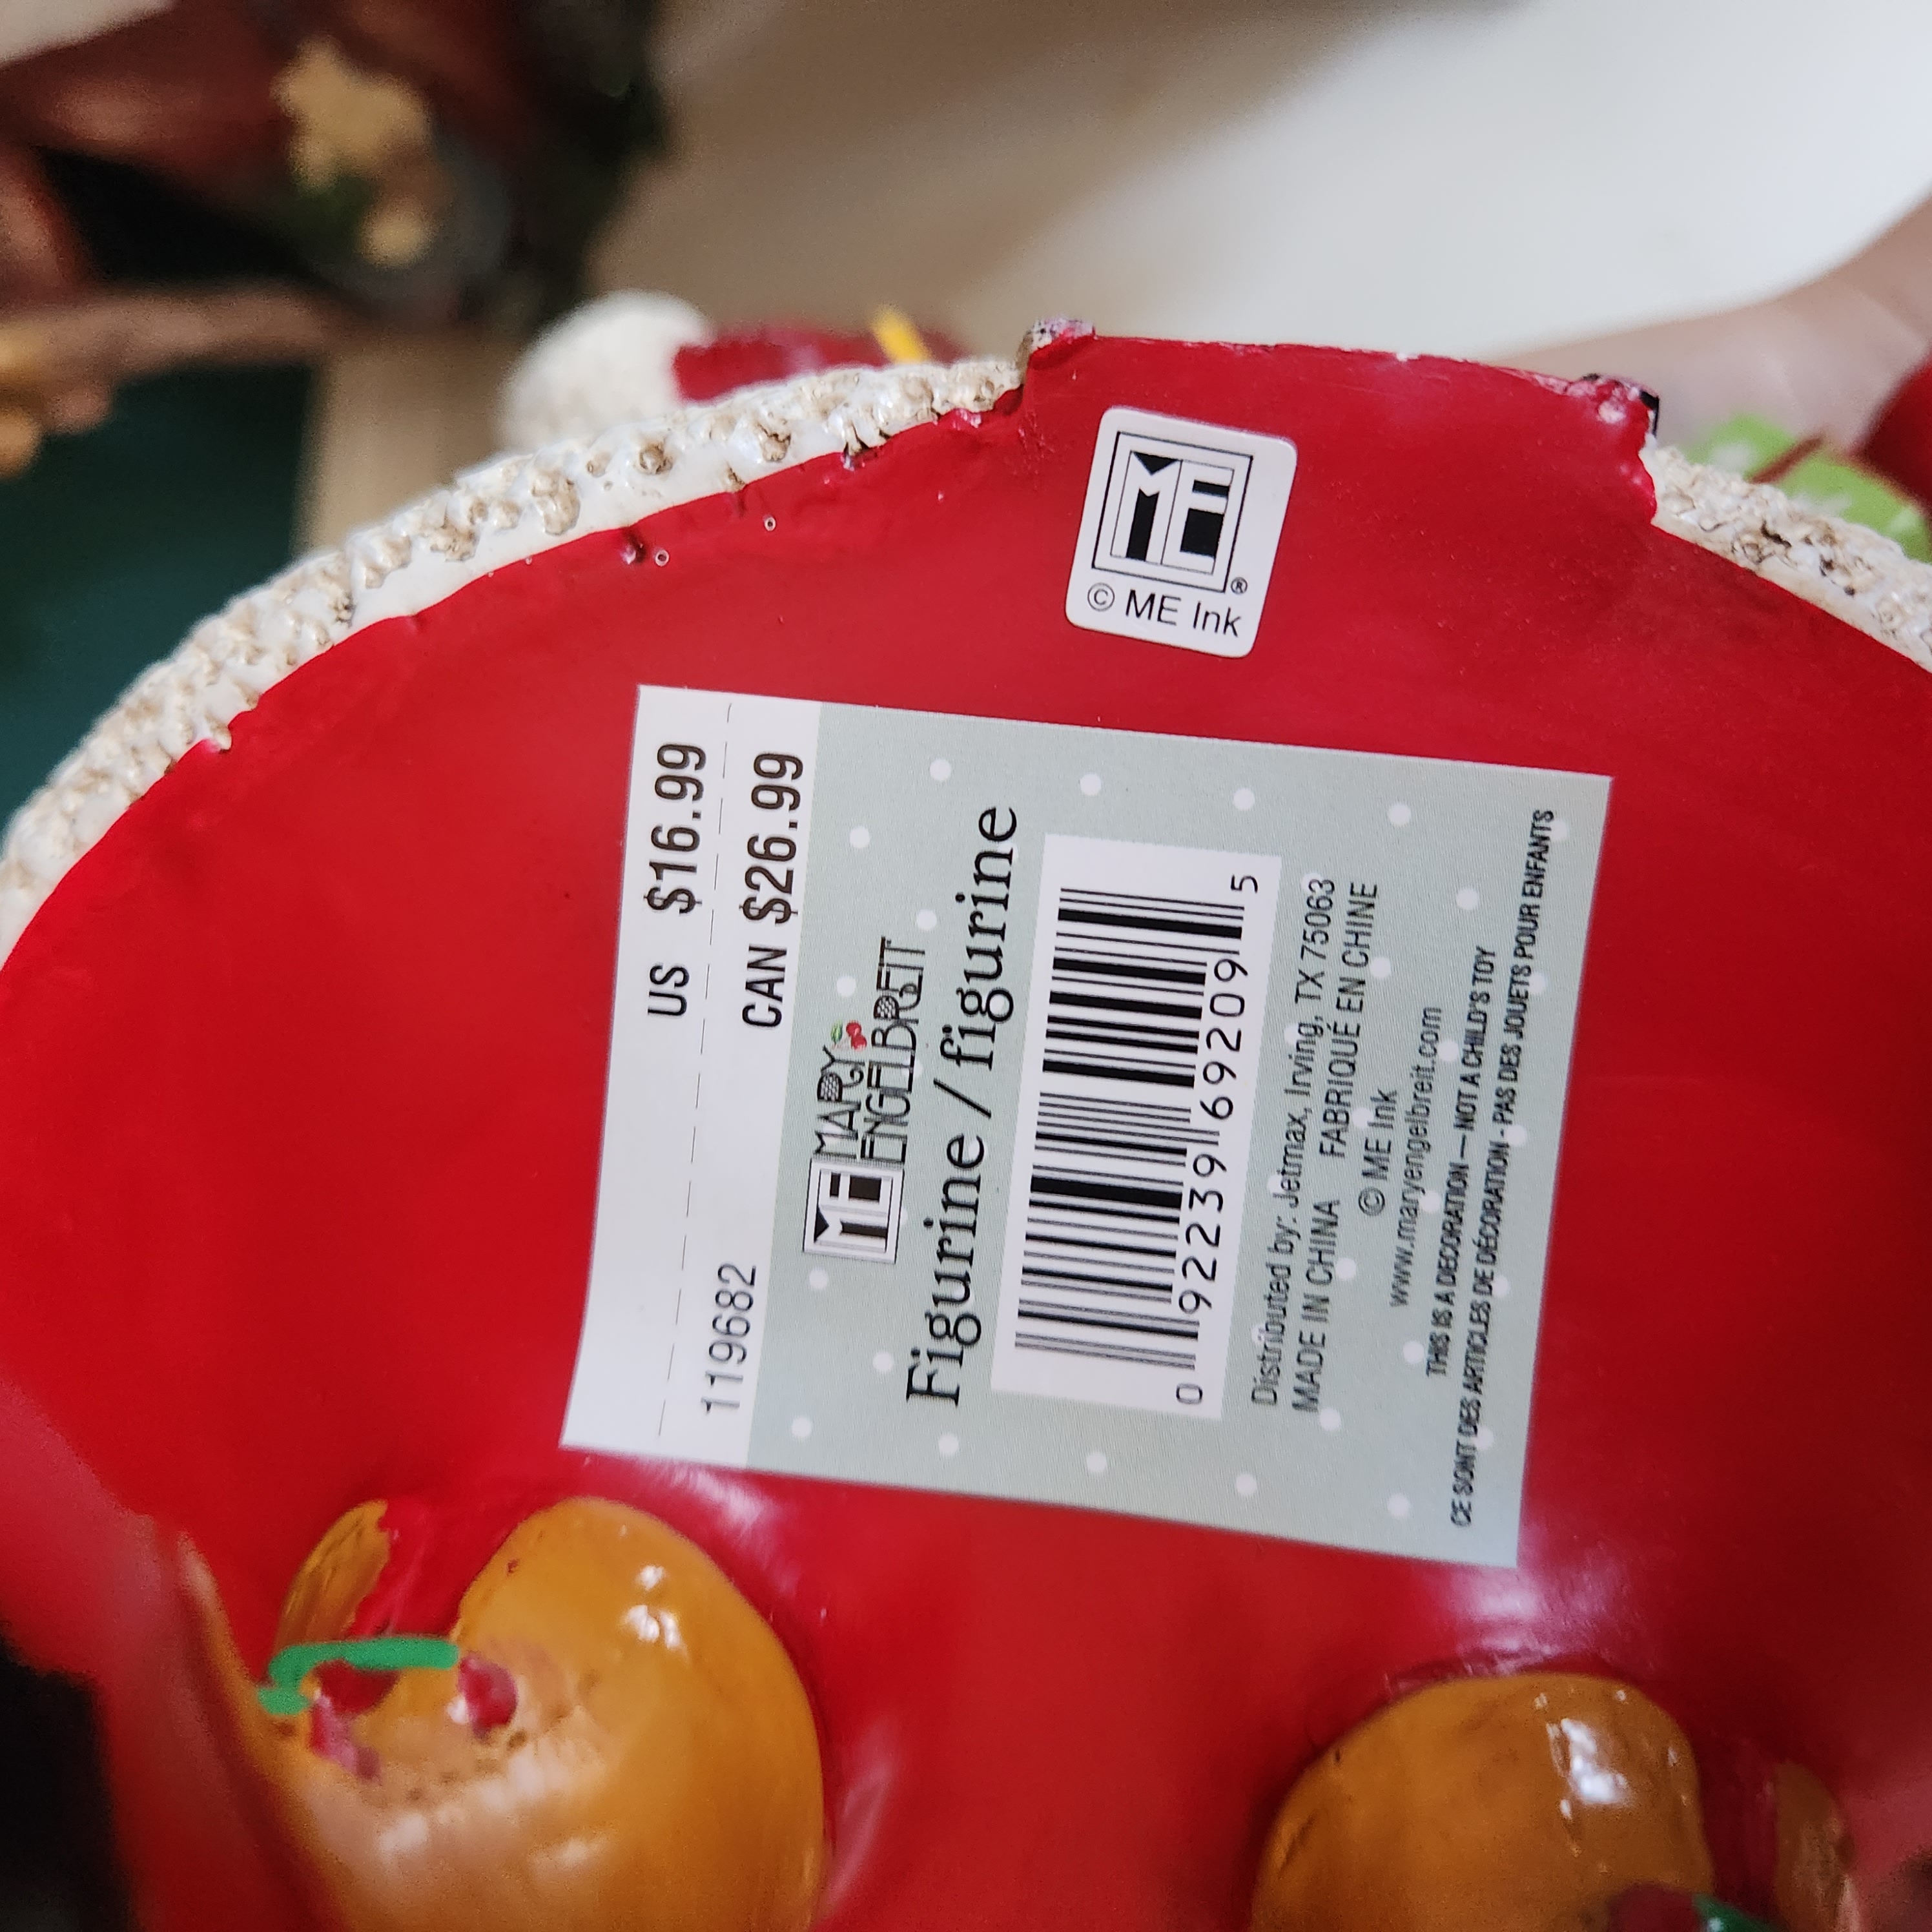 ME
® 
© ME Ink
US $16.99
CAN $26.99
119682
ME MARY
ENGELBREIT
Figurine / figurine
0 92239 69209 5
Distributed by: Jetmax, Irving, TX 75063
MADE IN CHINA FABRIQUÉ EN CHINE
© ME Ink
www.maryengelbreit.com
THIS IS A DECORATION — NOT A CHILD'S TOY
CE SONT DES ARTICLES DE DÉCORATION - PAS DES JOUETS POUR ENFANTS